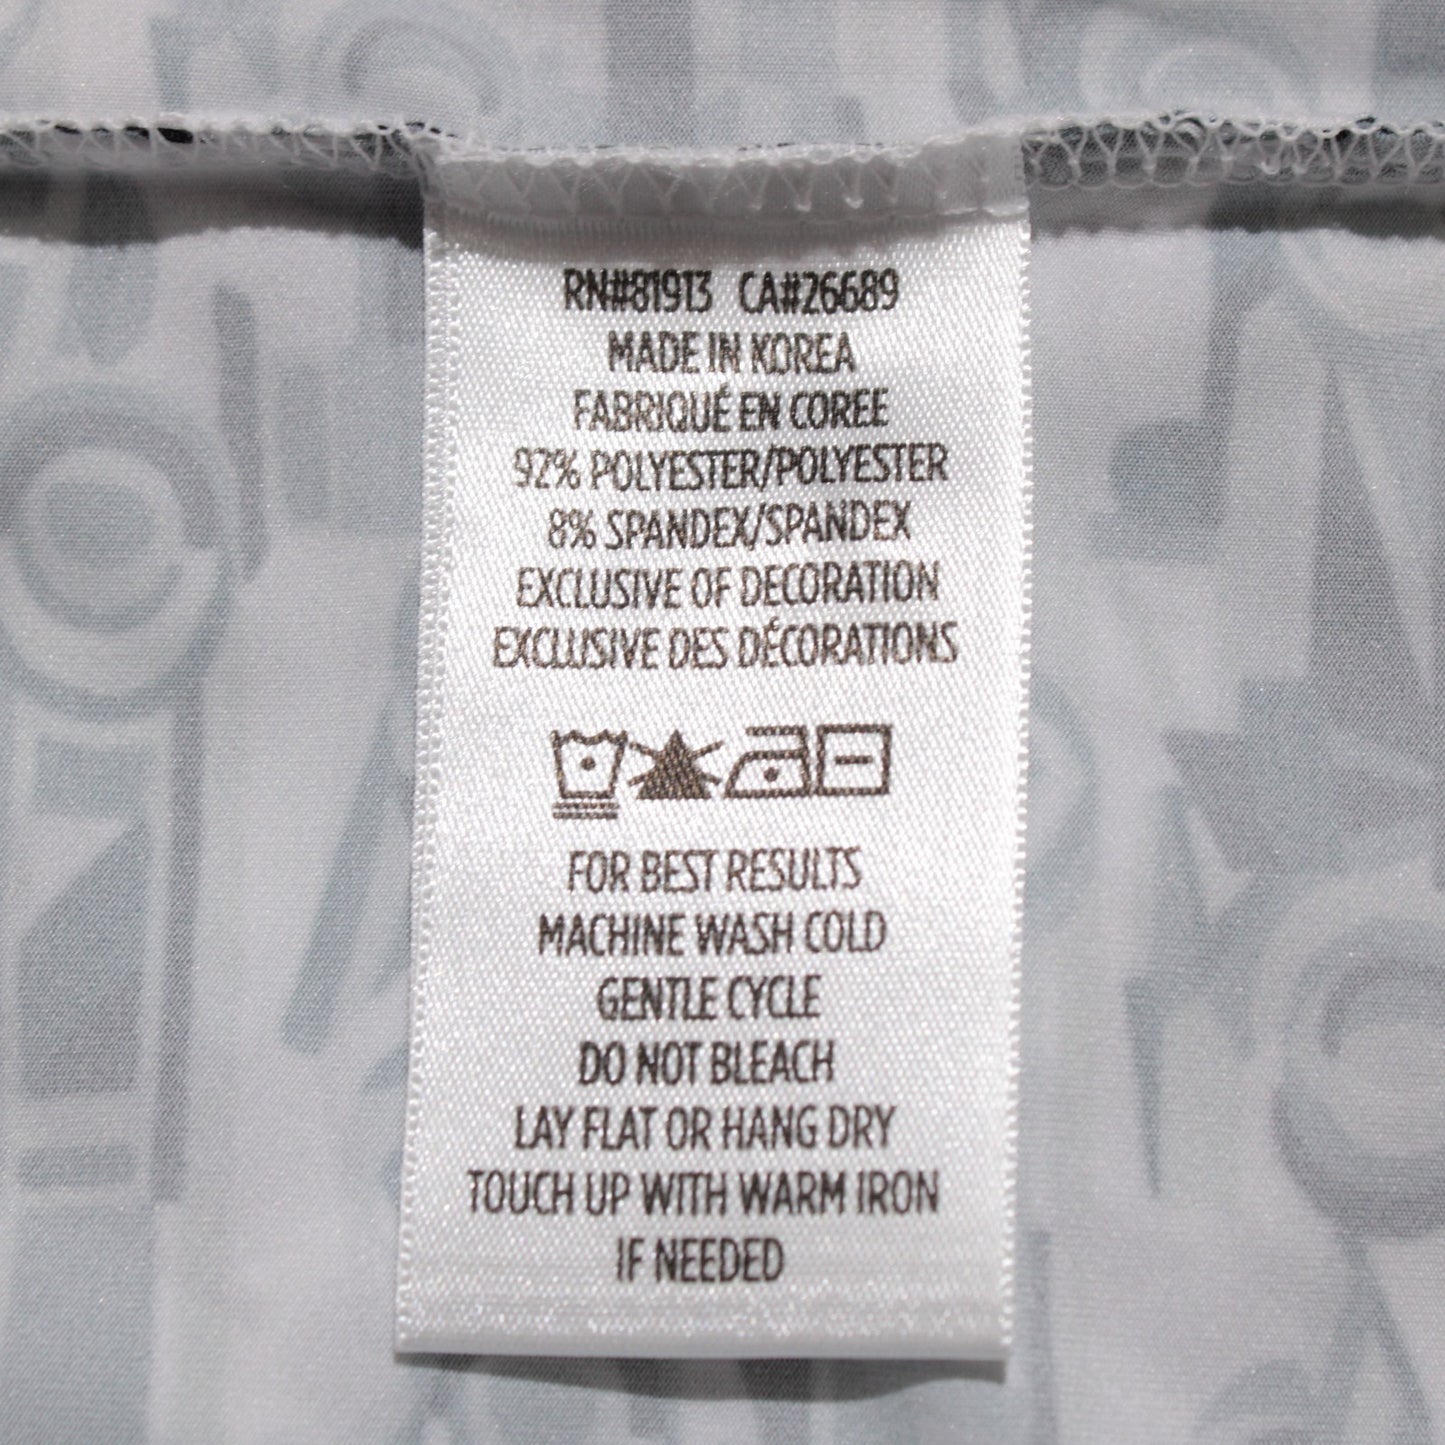 RN#81913 CA#26689
MADE IN KOREA
FABRIQUÉ EN COREE
92% POLYESTER/POLYESTER
8% SPANDEX/SPANDEX
EXCLUSIVE OF DECORATION
EXCLUSIVE DES DÉCORATIONS
FOR BEST RESULTS
MACHINE WASH COLD
GENTLE CYCLE
DO NOT BLEACH
LAY FLAT OR HANG DRY
TOUCH UP WITH WARM IRON
IF NEEDED